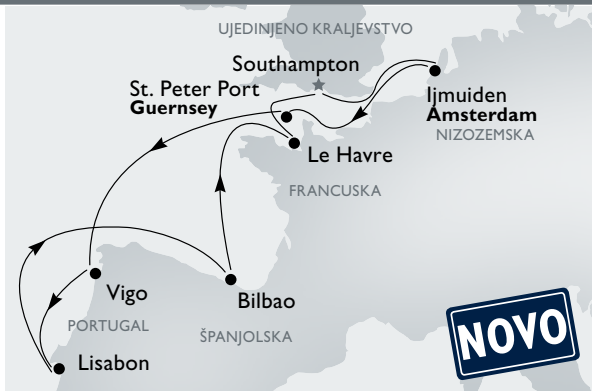 UJEDINJENO KRALJEVSTVO
Southampton
St. Peter Port
Guernsey
Ijmuiden
Amsterdam
NIZOZEMSKA
Le Havre
FRANCUSKA
Vigo
Bilbao
PORTUGAL
ŠPANJOLSKA
Lisabon
NOVO